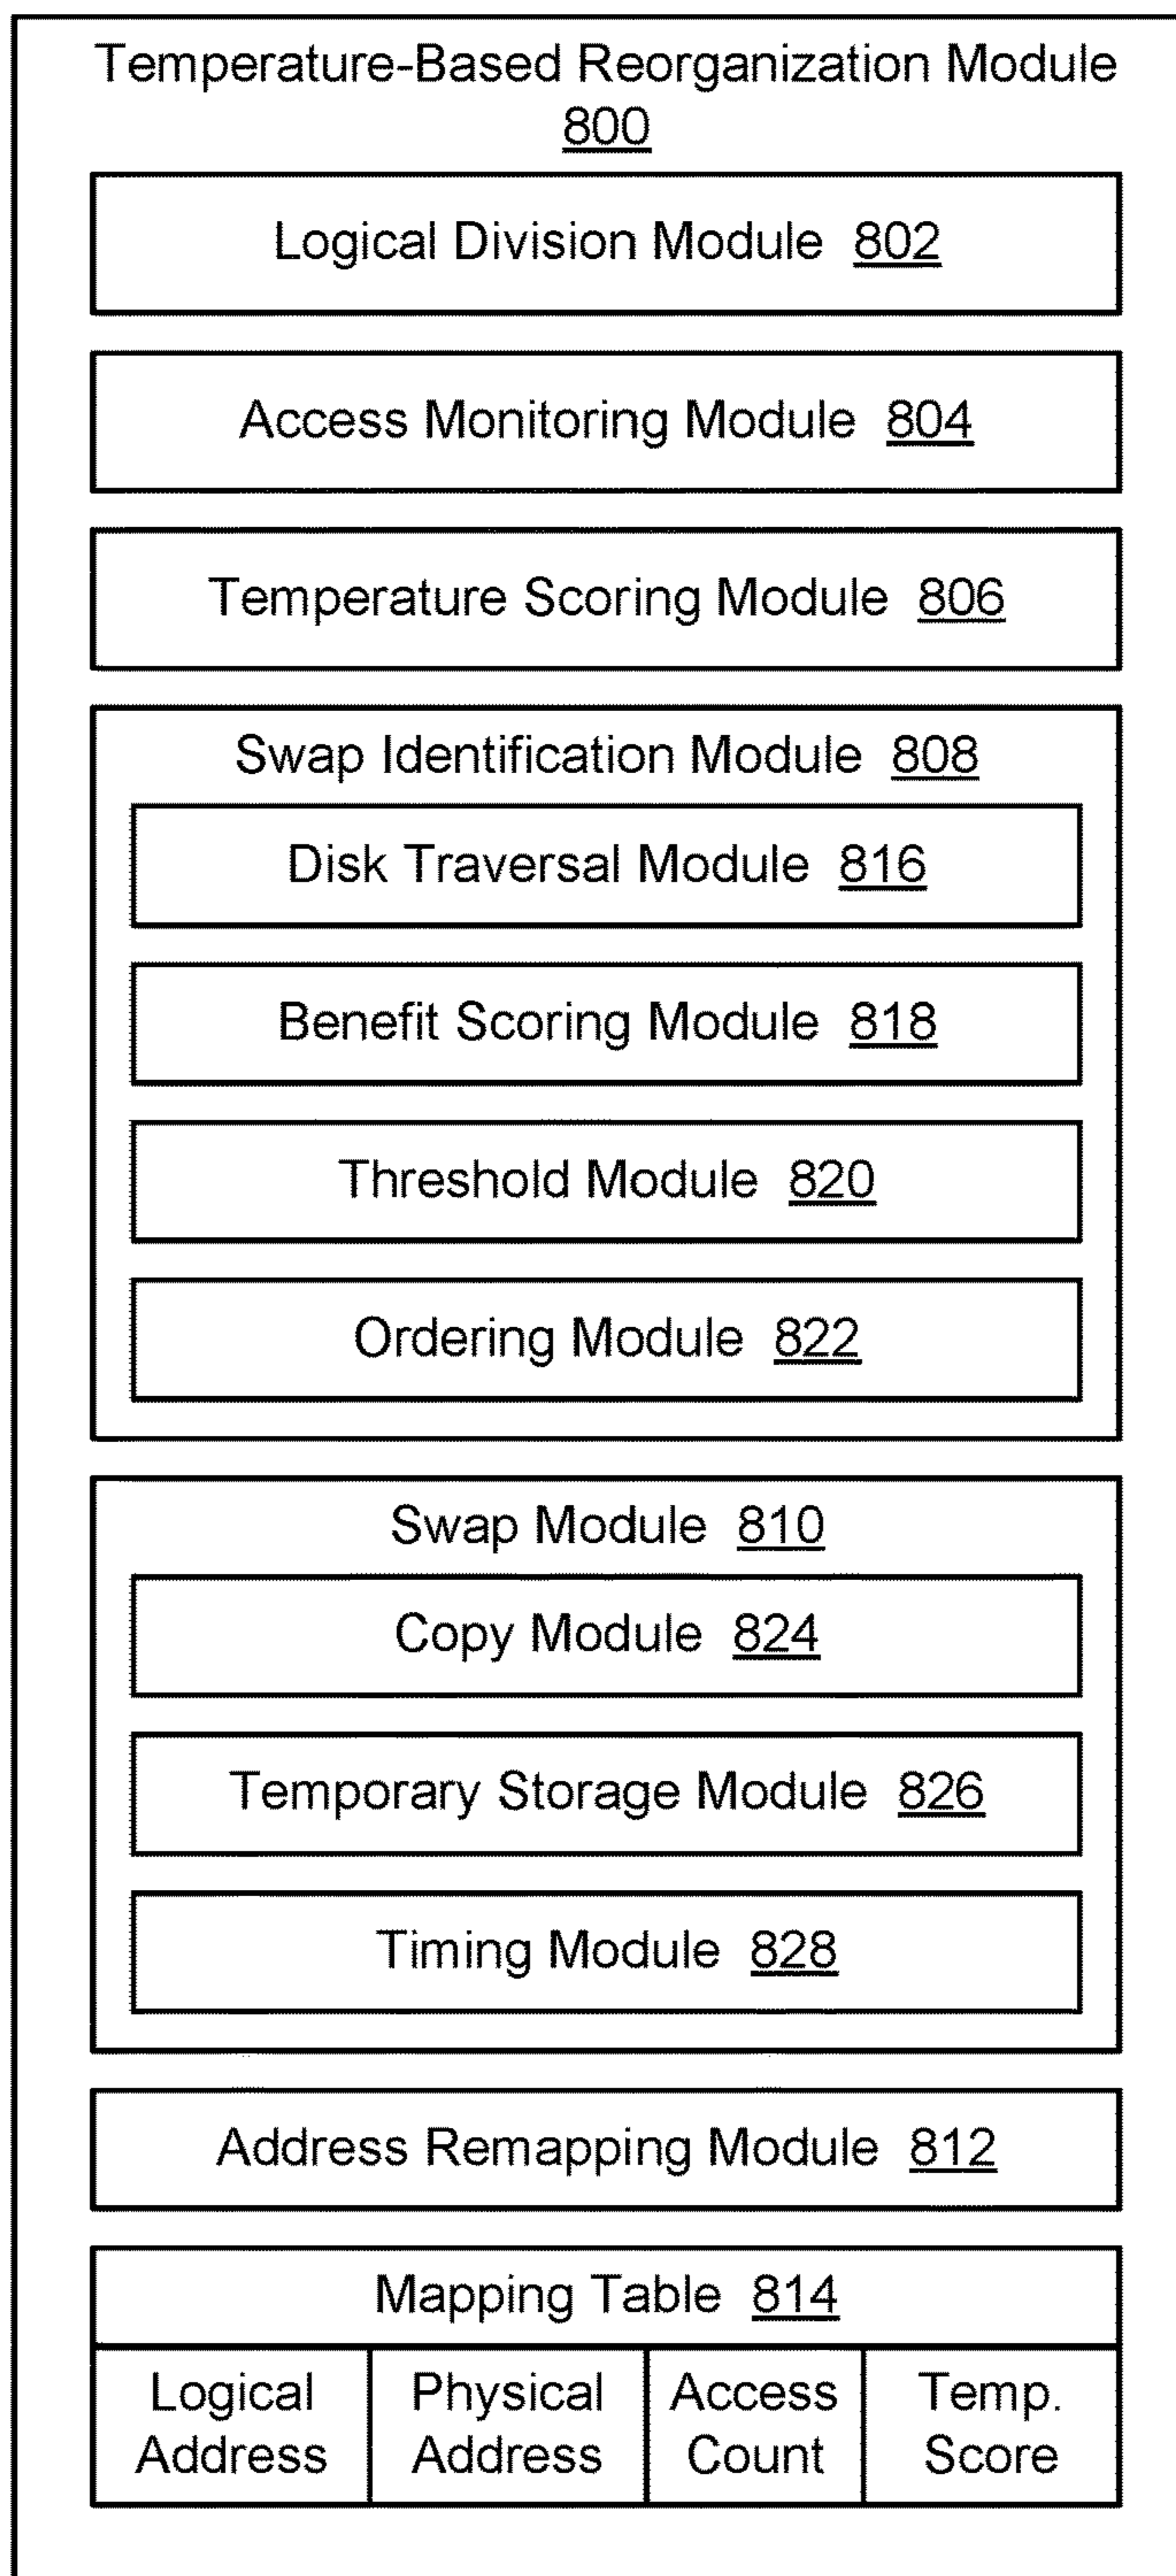 Temperature-Based Reorganization Module
800
Logical Division Module 802
Access Monitoring Module 804
Temperature Scoring Module 806
Swap Identification Module 808
Disk Traversal Module 816
Benefit Scoring Module 818
Threshold Module 820
Ordering Module 822
Swap Module 810
Copy Module 824
Temporary Storage Module 826
Timing Module 828
Address Remapping Module 812
Mapping Table 814
Logical
Address
Physical
Address
Access
Count
Temp.
Score